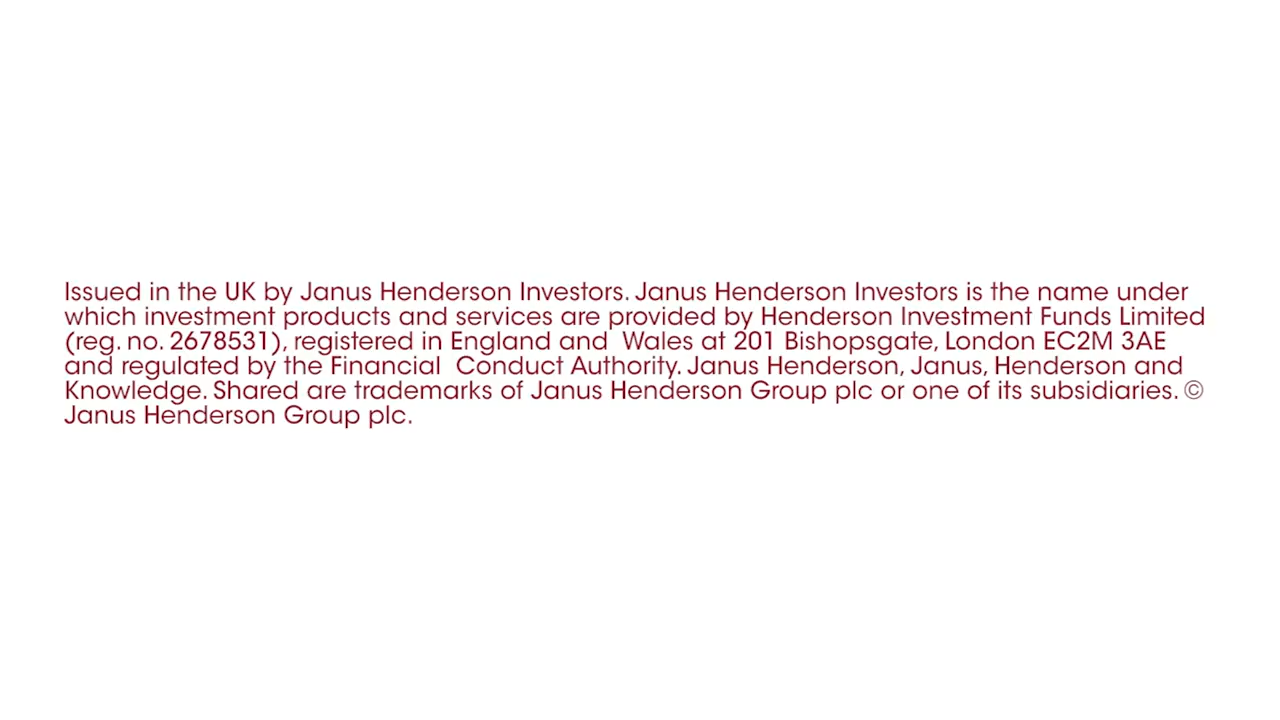 Issued in the UK by Janus Henderson Investors. Janus Henderson Investors is the name under
which investment products and services are provided by Henderson Investment Funds Limited
(reg. no. 2678531), registered in England and  Wales at 201 Bishopsgate, London EC2M 3AE
and regulated by the Financial  Conduct Authority. Janus Henderson, Janus, Henderson and
Knowledge. Shared are trademarks of Janus Henderson Group plc or one of its subsidiaries. ©
Janus Henderson Group plc.